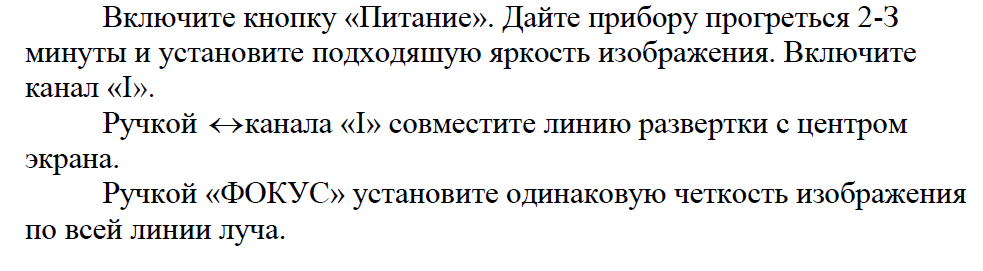 Включите кнопку «Питание». Дайте прибору прогреться 2-З
минуты и установите подходяшую яркость изображения. Включите
канал «I».
Ручкой ↔канала «I» совместите линию развертки с центром
экрана.
Ручкой «ФОКУС» установите одинаковую четкость изображения
по всей линии луча.